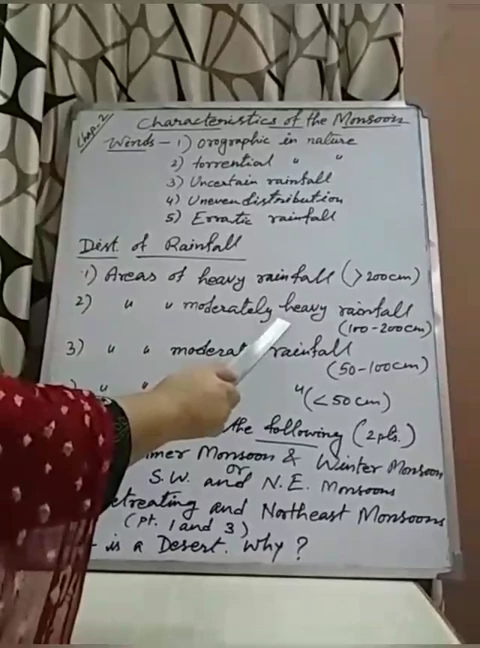 Chap. 2
Characteristics of the Monsoon
Winds - 1) Orographic in nature
2) torrential " "
3) Uncertain rainfall
4) Uneven distribution
5) Erratic rainfall
Dist. of Rainfall
1) Areas of heavy rainfall (>200cm)
2) " " moderately heavy rainfall
(100-200cm)
3) " " moderat rainfall
(50-100cm)
) " " " (<50cm)
the following (2pts.)
mer Monsoon & Winter Monsoon
or
S.W. and N.E. Monsoons
etreating and Northeast Monsoons
(pt. 1 and 3)
is a Desert. Why?